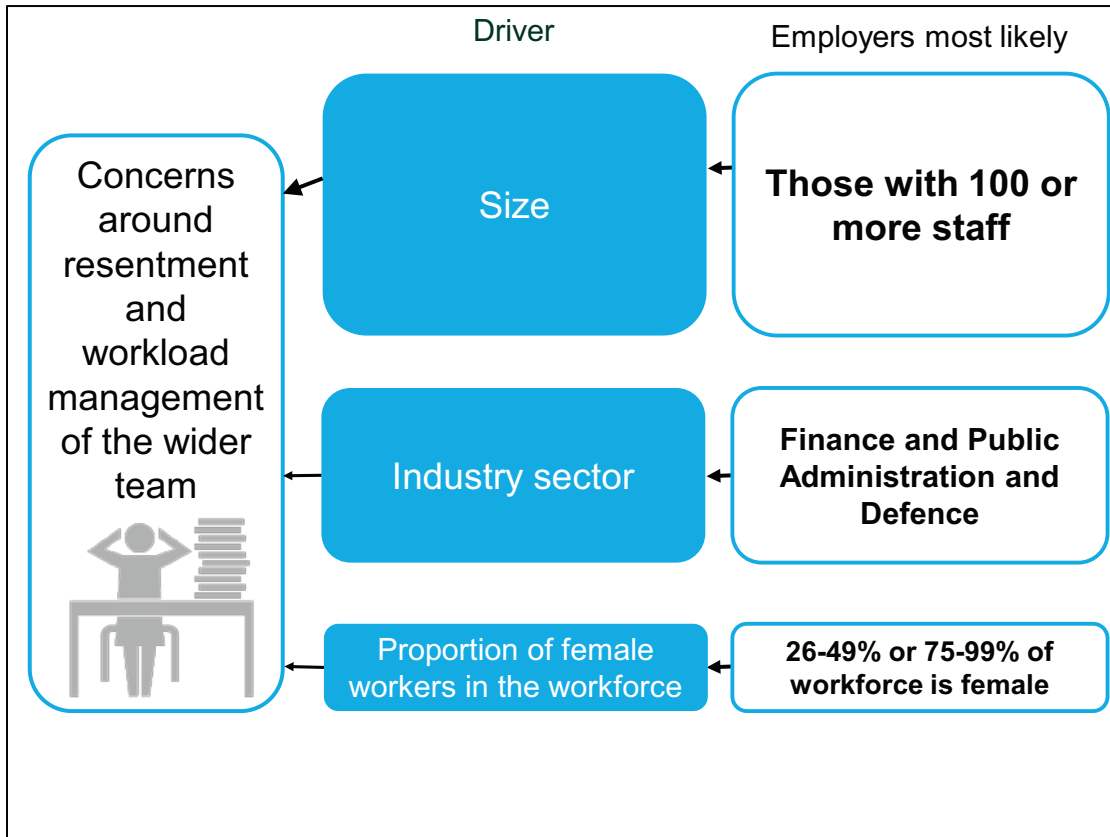 Driver
Employers most likely
Concerns
around
resentment
and
workload
management
of the wider
team
Size
Those with 100 or
more staff
Industry sector
Finance and Public
Administration and
Defence
Proportion of female
workers in the workforce
26-49% or 75-99% of
workforce is female